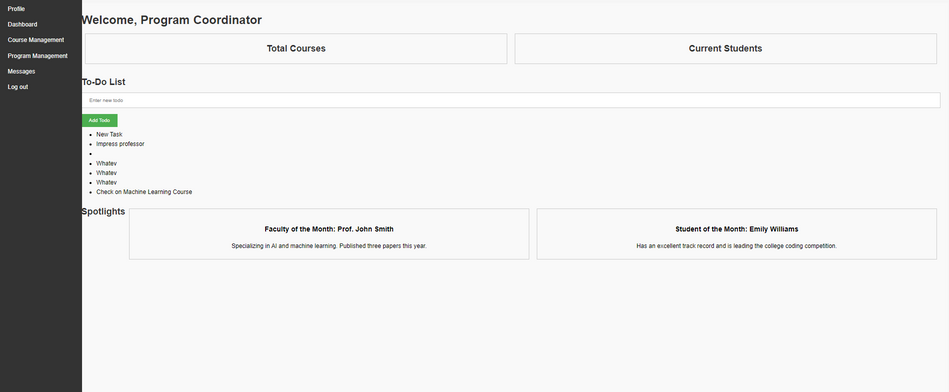 Profile
Dashboard
Course Management
Program Management
Messages
Log out
Welcome, Program Coordinator
Total Courses
Current Students
To-Do List
Enter new todo
Add Todo
New Task
Impress professor
Whatev
Whatev
Whatev
Check on Machine Learning Course
Spotlights
Faculty of the Month: Prof. John Smith
Specializing in AI and machine learning. Published three papers this year.
Student of the Month: Emily Williams
Has an excellent track record and is leading the college coding competition.